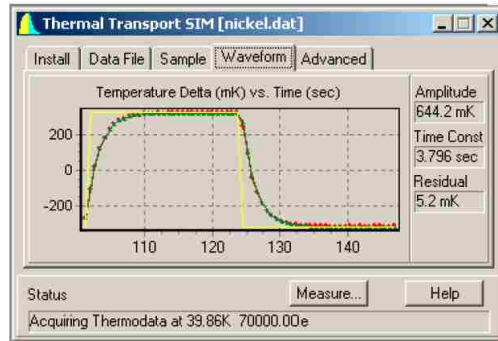 Thermal Transport SIM [nickel.dat]
Install Data File Sample Waveform Advanced
Temperature Delta (mK) vs. Time (sec)
200
0
-200
110 120 130 140
Amplitude
644.2 mK
Time Const
3.796 sec
Residual
5.2 mK
Status
Measure...
Help
Acquiring Thermodata at 39.86K 70000.0Oe